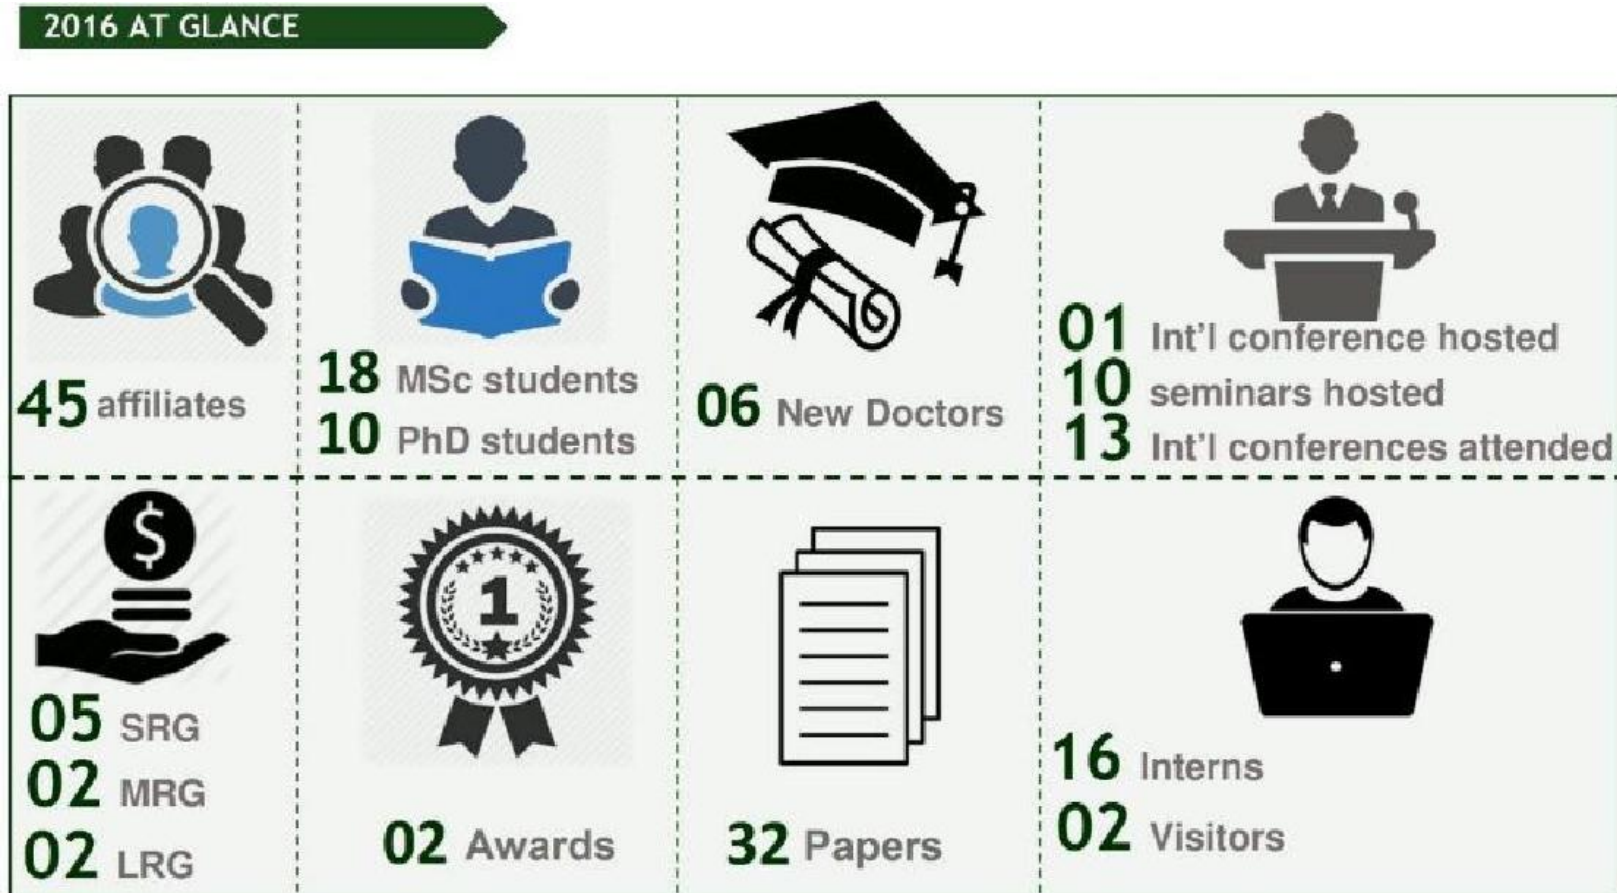 2016 AT GLANCE
45 affiliates
18 MSc students
10 PhD students
06 New Doctors
01 Int'l conference hosted
10 seminars hosted
13 Int'l conferences attended
$
05 SRG
02 MRG
02 LRG
1
02 Awards
32 Papers
16 Interns
02 Visitors